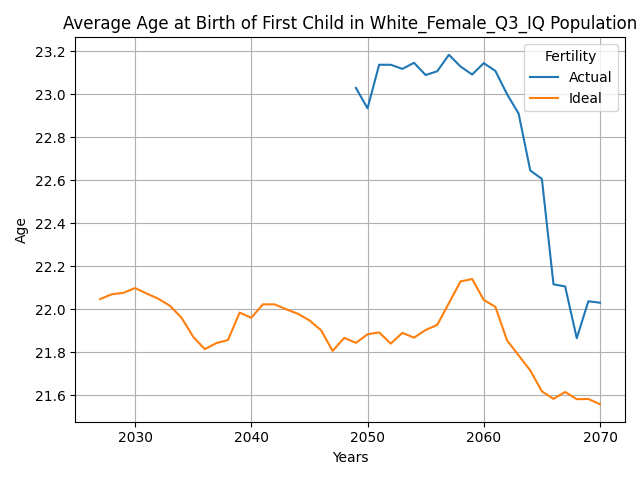 Average Age at Birth of First Child in White_Female_Q3_IQ Population
Fertility
Actual
Ideal
23.2
23.0
22.8
22.6
22.4
22.2
22.0
21.8
21.6
Age
2030 2040 2050 2060 2070
Years